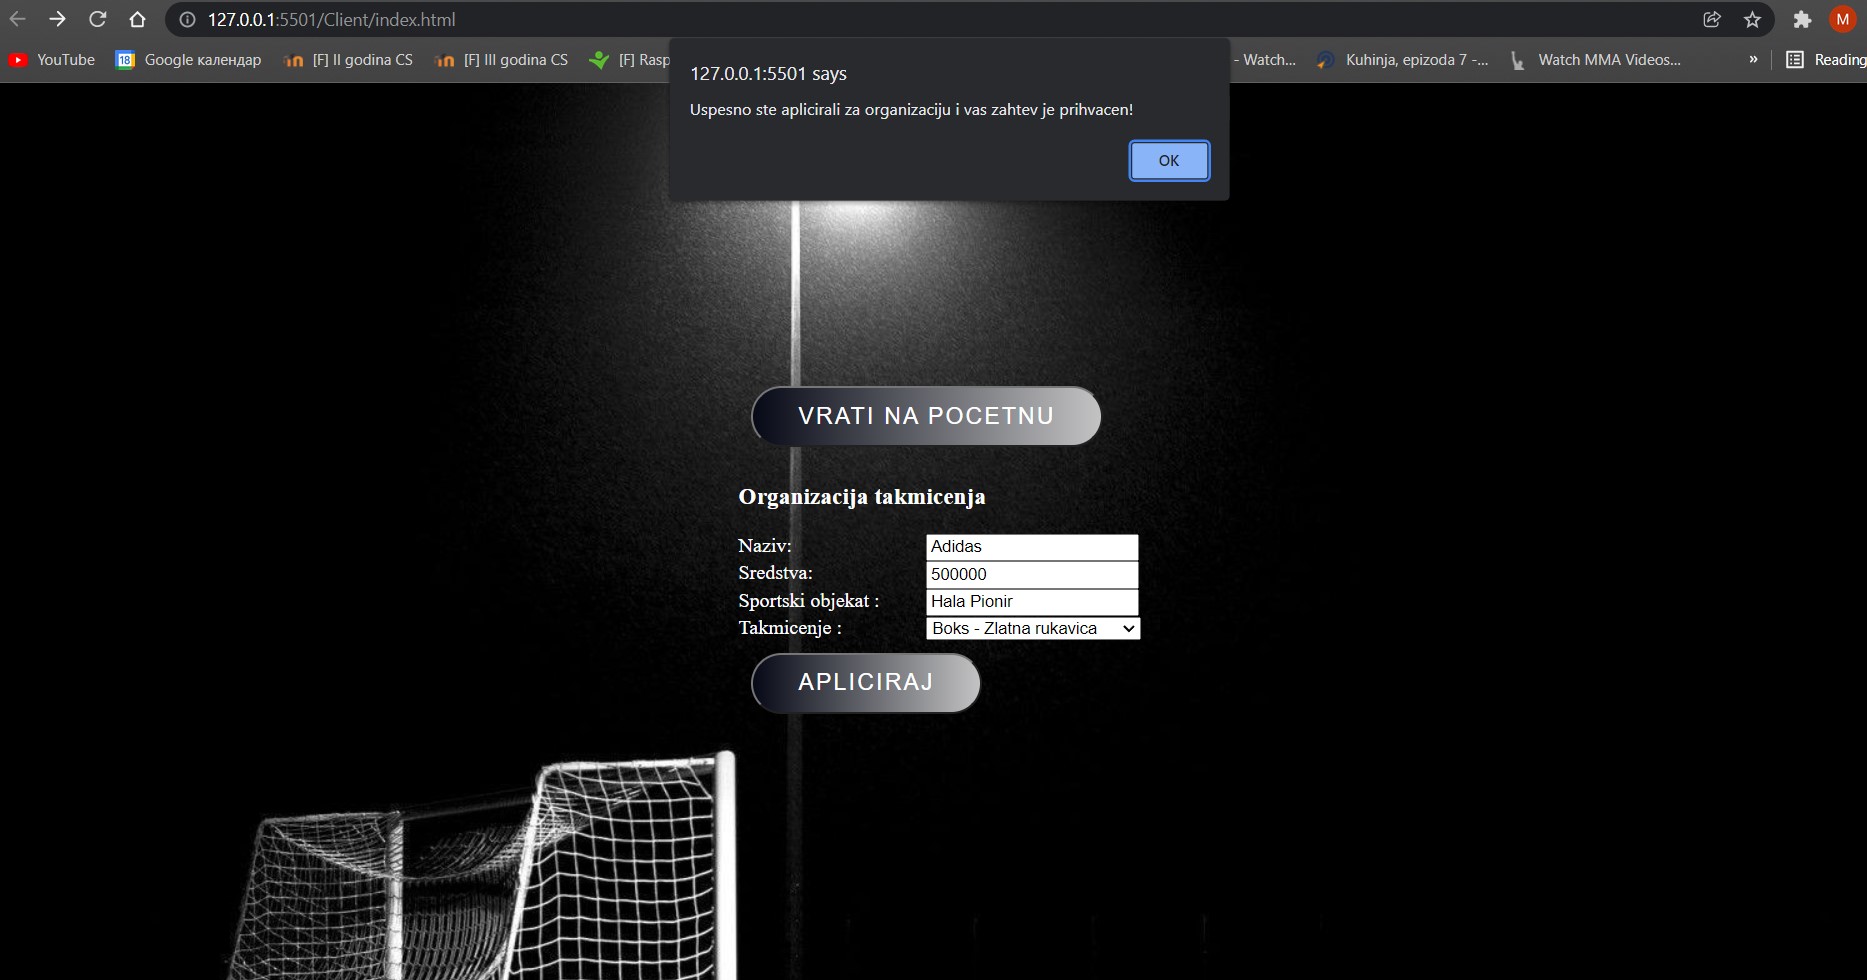 127.0.0.1:5501/Client/index.html
M
YouTube
18
Google календар
[F] II godina CS
[F] III godina CS
[F] Rasp
- Watch...
Kuhinja, epizoda 7 -...
Watch MMA Videos...
»
Reading
127.0.0.1:5501 says
Uspesno ste aplicirali za organizaciju i vas zahtev je prihvacen!
OK
VRATI NA POCETNU
Organizacija takmicenja
Naziv: Adidas
Sredstva: 500000
Sportski objekat : Hala Pionir
Takmicenje : Boks - Zlatna rukavica
APLICIRAJ